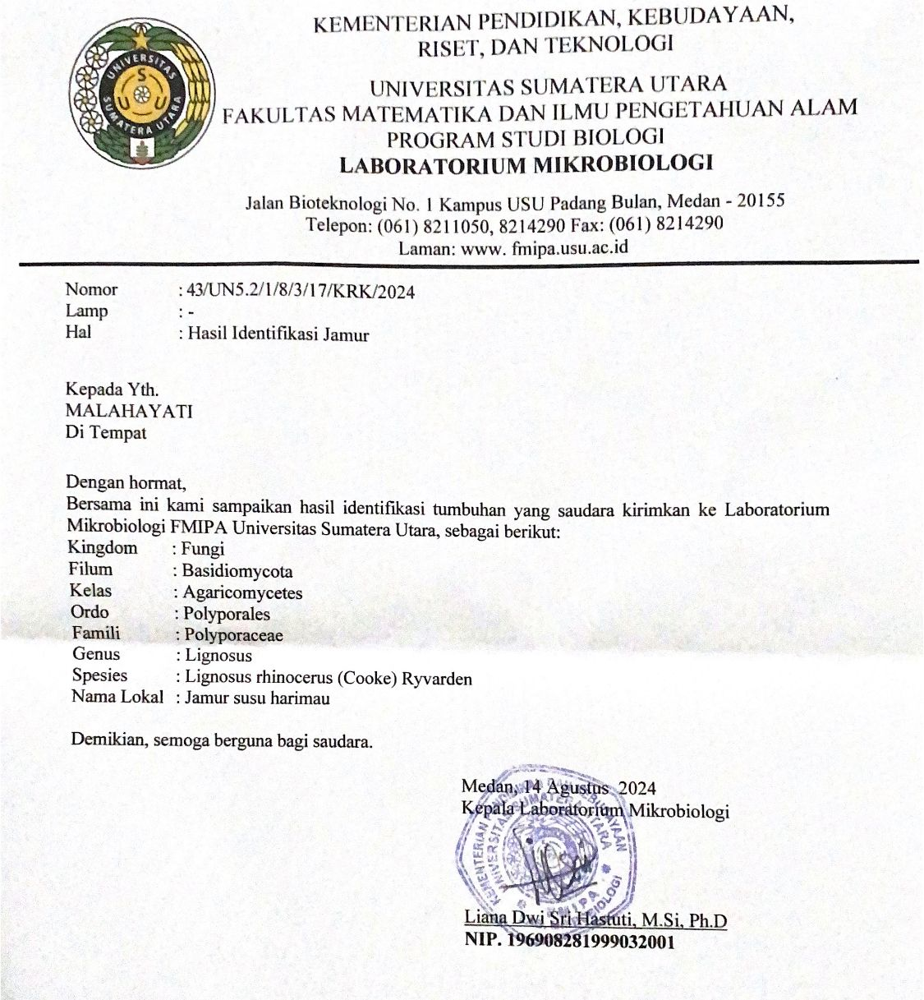 KEMENTERIAN PENDIDIKAN, KEBUDAYAAN,
RISET, DAN TEKNOLOGI
UNIVERSITAS SUMATERA UTARA
FAKULTAS MATEMATIKA DAN ILMU PENGETAHUAN ALAM
PROGRAM STUDI BIOLOGI
LABORATORIUM MIKROBIOLOGI
Jalan Bioteknologi No. 1 Kampus USU Padang Bulan, Medan - 20155
Telepon: (061) 8211050, 8214290 Fax: (061) 8214290
Laman: www. fmipa.usu.ac.id
UNIVERSITAS
SUMATERA UTARA
USU
Nomor : 43/UN5.2/1/8/3/17/KRK/2024
Lamp : -
Hal : Hasil Identifikasi Jamur
Kepada Yth.
MALAHAYATI
Di Tempat
Dengan hormat,
Bersama ini kami sampaikan hasil identifikasi tumbuhan yang saudara kirimkan ke Laboratorium
Mikrobiologi FMIPA Universitas Sumatera Utara, sebagai berikut:
Kingdom : Fungi
Filum : Basidiomycota
Kelas : Agaricomycetes
Ordo : Polyporales
Famili : Polyporaceae
Genus : Lignosus
Spesies : Lignosus rhinocerus (Cooke) Ryvarden
Nama Lokal : Jamur susu harimau
Demikian, semoga berguna bagi saudara.
Medan, 14 Agustus 2024
Kepala Laboratorium Mikrobiologi
KEMENTERIAN PENDIDIKAN DAN KEBUDAYAAN
UNIVERSITAS SUMATERA UTARA
FMIPA
Liana Dwi Sri Hastuti, M.Si, Ph.D
NIP. 196908281999032001